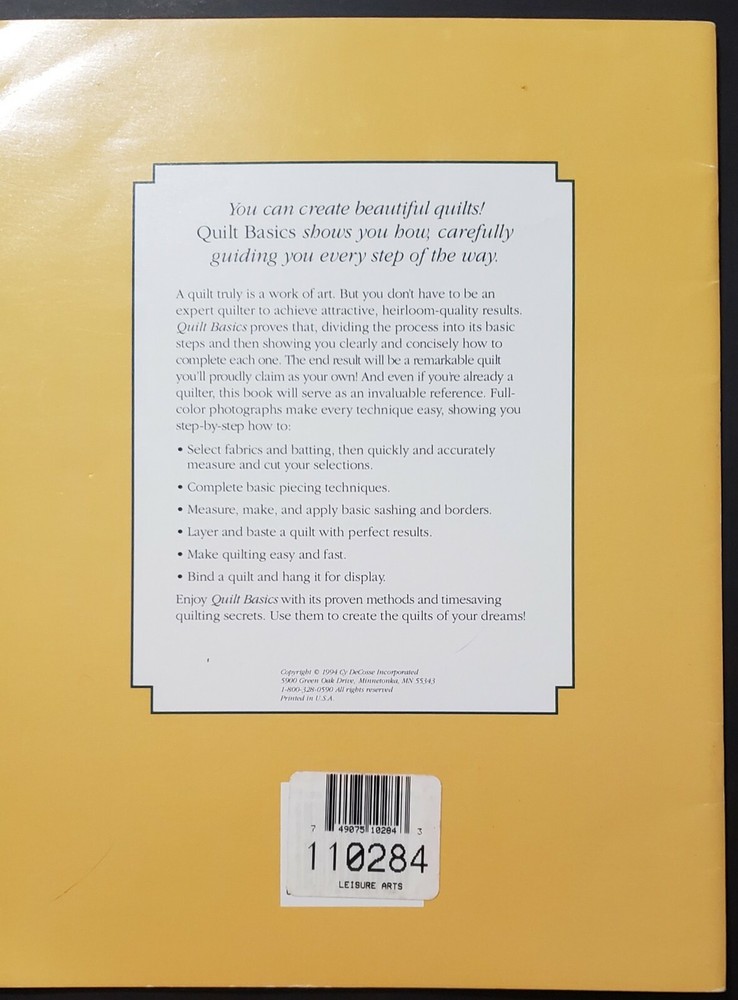 You can create beautiful quilts!
Quilt Basics shows you how, carefully
guiding you every step of the way.
A quilt truly is a work of art. But you don't have to be an
expert quilter to achieve attractive, heirloom-quality results.
Quilt Basics proves that, dividing the process into its basic
steps and then showing you clearly and concisely how to
complete each one. The end result will be a remarkable quilt
you'll proudly claim as your own! And even if you're already a
quilter, this book will serve as an invaluable reference. Full-
color photographs make every technique easy, showing you
step-by-step how to:
• Select fabrics and batting, then quickly and accurately
measure and cut your selections.
• Complete basic piecing techniques.
• Measure, make, and apply basic sashing and borders.
• Layer and baste a quilt with perfect results.
• Make quilting easy and fast.
• Bind a quilt and hang it for display.
Enjoy Quilt Basics with its proven methods and timesaving
quilting secrets. Use them to create the quilts of your dreams!
Copyright © 1994 Cy DeCosse Incorporated
5900 Green Oak Drive, Minnetonka, MN 55343
1-800-328-0590 All rights reserved
Printed in U.S.A.
7 49075 10284 3
110284
LEISURE ARTS